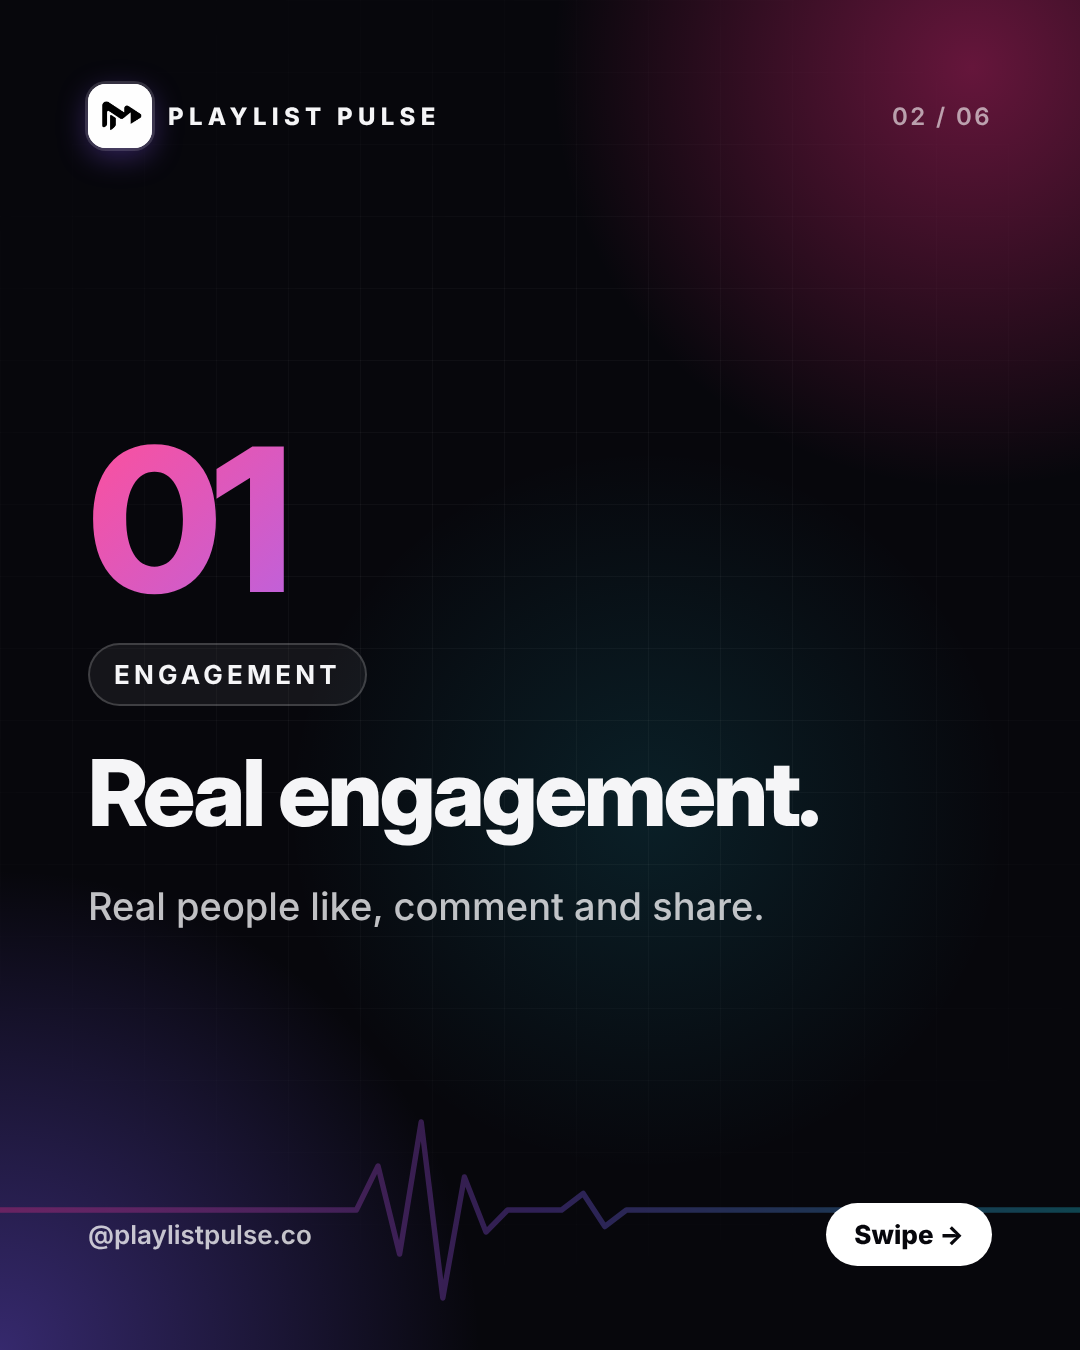 PLAYLIST PULSE
02 / 06
01
ENGAGEMENT
Real engagement.
Real people like, comment and share.
@playlistpulse.co
Swipe →